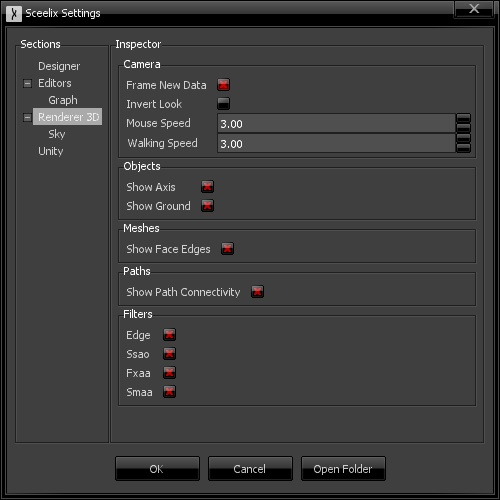 Sceelix Settings
Sections
Designer
Editors
Graph
Renderer 3D
Sky
Unity
Inspector
Camera
Frame New Data
Invert Look
Mouse Speed 3.00
Walking Speed 3.00
Objects
Show Axis
Show Ground
Meshes
Show Face Edges
Paths
Show Path Connectivity
Filters
Edge
Ssao
Fxaa
Smaa
OK Cancel Open Folder